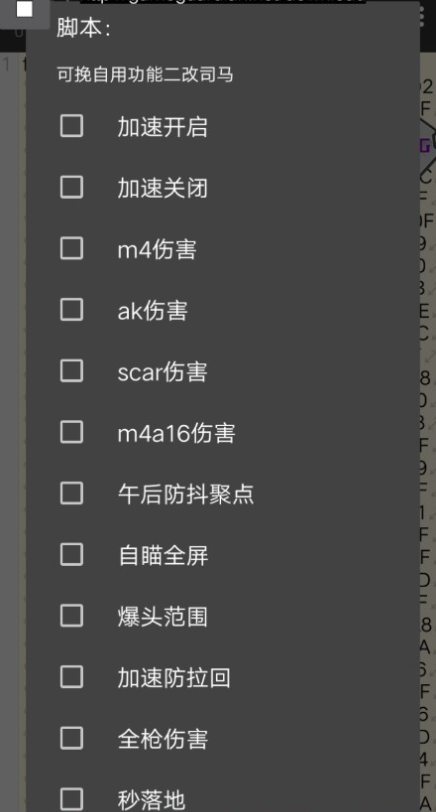 脚本：
可挽自用功能二改司马
加速开启
加速关闭
m4伤害
ak伤害
scar伤害
m4a16伤害
午后防抖聚点
自瞄全屏
爆头范围
加速防拉回
全枪伤害
秒落地